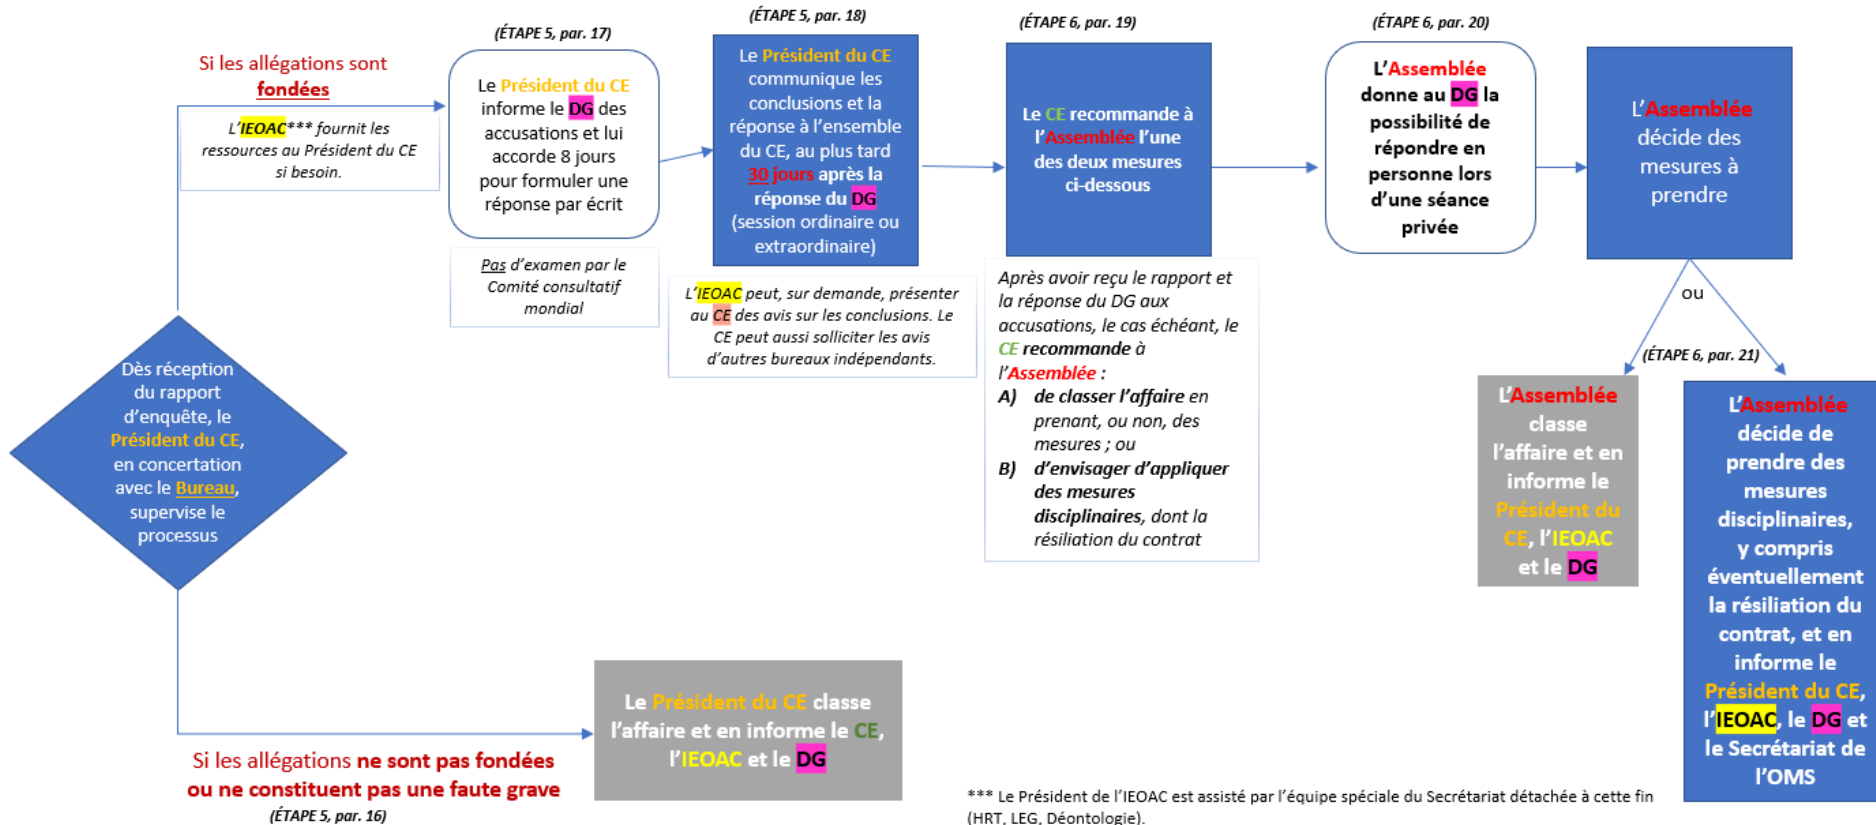 Si les allégations sont
fondées
L'IEOAC*** fournit les
ressources au Président du CE
si besoin.
(ÉTAPE 5, par. 17)
Le Président du CE
informe le DG des
accusations et lui
accorde 8 jours
pour formuler une
réponse par écrit
Pas d'examen par le
Comité consultatif
mondial
(ÉTAPE 5, par. 18)
Le Président du CE
communique les
conclusions et la
réponse à l'ensemble
du CE, au plus tard
30 jours après la
réponse du DG
(session ordinaire ou
extraordinaire)
L'IEOAC peut, sur demande, présenter
au CE des avis sur les conclusions. Le
CE peut aussi solliciter les avis
d'autres bureaux indépendants.
(ÉTAPE 6, par. 19)
Le CE recommande à
l'Assemblée l'une
des deux mesures
ci-dessous
Après avoir reçu le rapport et
la réponse du DG aux
accusations, le cas échéant, le
CE recommande à
l'Assemblée :
A) de classer l'affaire en
prenant, ou non, des
mesures ; ou
B) d'envisager d'appliquer
des mesures
disciplinaires, dont la
résiliation du contrat
(ÉTAPE 6, par. 20)
L'Assemblée
donne au DG la
possibilité de
répondre en
personne lors
d'une séance
privée
L'Assemblée
décide des
mesures à
prendre
ou
(ÉTAPE 6, par. 21)
L'Assemblée
classe
l'affaire et en
informe le
Président du
CE, l'IEOAC
et le DG
L'Assemblée
décide de
prendre des
mesures
disciplinaires,
y compris
éventuellement
la résiliation du
contrat, et en
informe le
Président du CE,
l'IEOAC, le DG et
le Secrétariat de
l'OMS
Dès réception
du rapport
d'enquête, le
Président du CE,
en concertation
avec le Bureau,
supervise le
processus
Le Président du CE classe
l'affaire et en informe le CE,
l'IEOAC et le DG
Si les allégations ne sont pas fondées
ou ne constituent pas une faute grave
(ÉTAPE 5, par. 16)
*** Le Président de l'IEOAC est assisté par l'équipe spéciale du Secrétariat détachée à cette fin
(HRT, LEG, Déontologie).